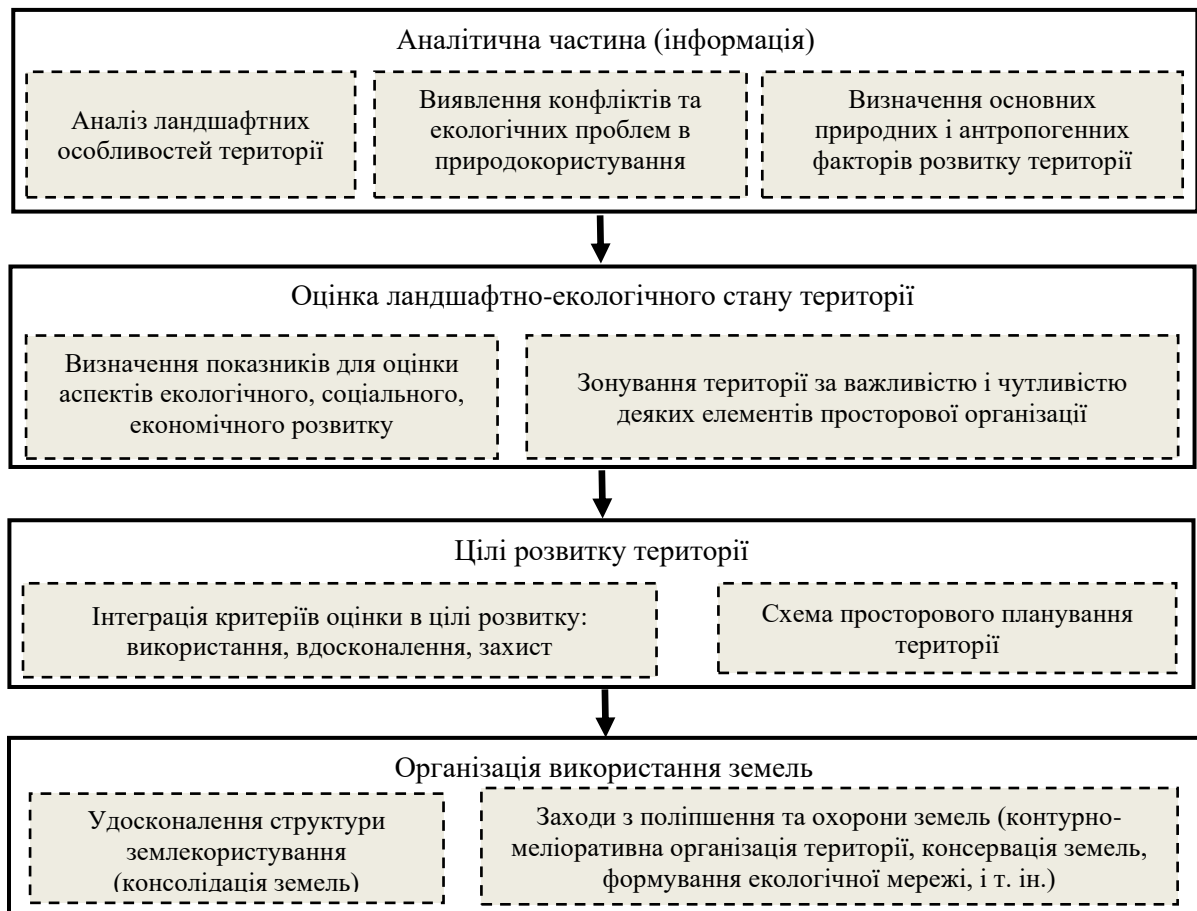 Аналітична частина (інформація)
Аналіз ландшафтних
особливостей території
Виявлення конфліктів та
екологічних проблем в
природокористування
Визначення основних
природних і антропогенних
факторів розвитку території
Оцінка ландшафтно-екологічного стану території
Визначення показників для оцінки
аспектів екологічного, соціального,
економічного розвитку
Зонування території за важливістю і чутливістю
деяких елементів просторової організації
Цілі розвитку території
Інтеграція критеріїв оцінки в цілі розвитку:
використання, вдосконалення, захист
Схема просторового планування
території
Організація використання земель
Удосконалення структури
землекористування
(консолідація земель)
Заходи з поліпшення та охорони земель (контурно-
меліоративна організація території, консервація земель,
формування екологічної мережі, і т. ін.)